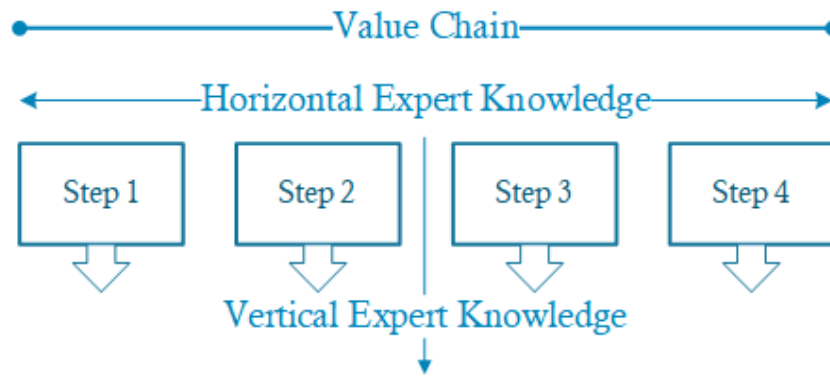 Value Chain
Horizontal Expert Knowledge
Step 1
Step 2
Step 3
Step 4
Vertical Expert Knowledge